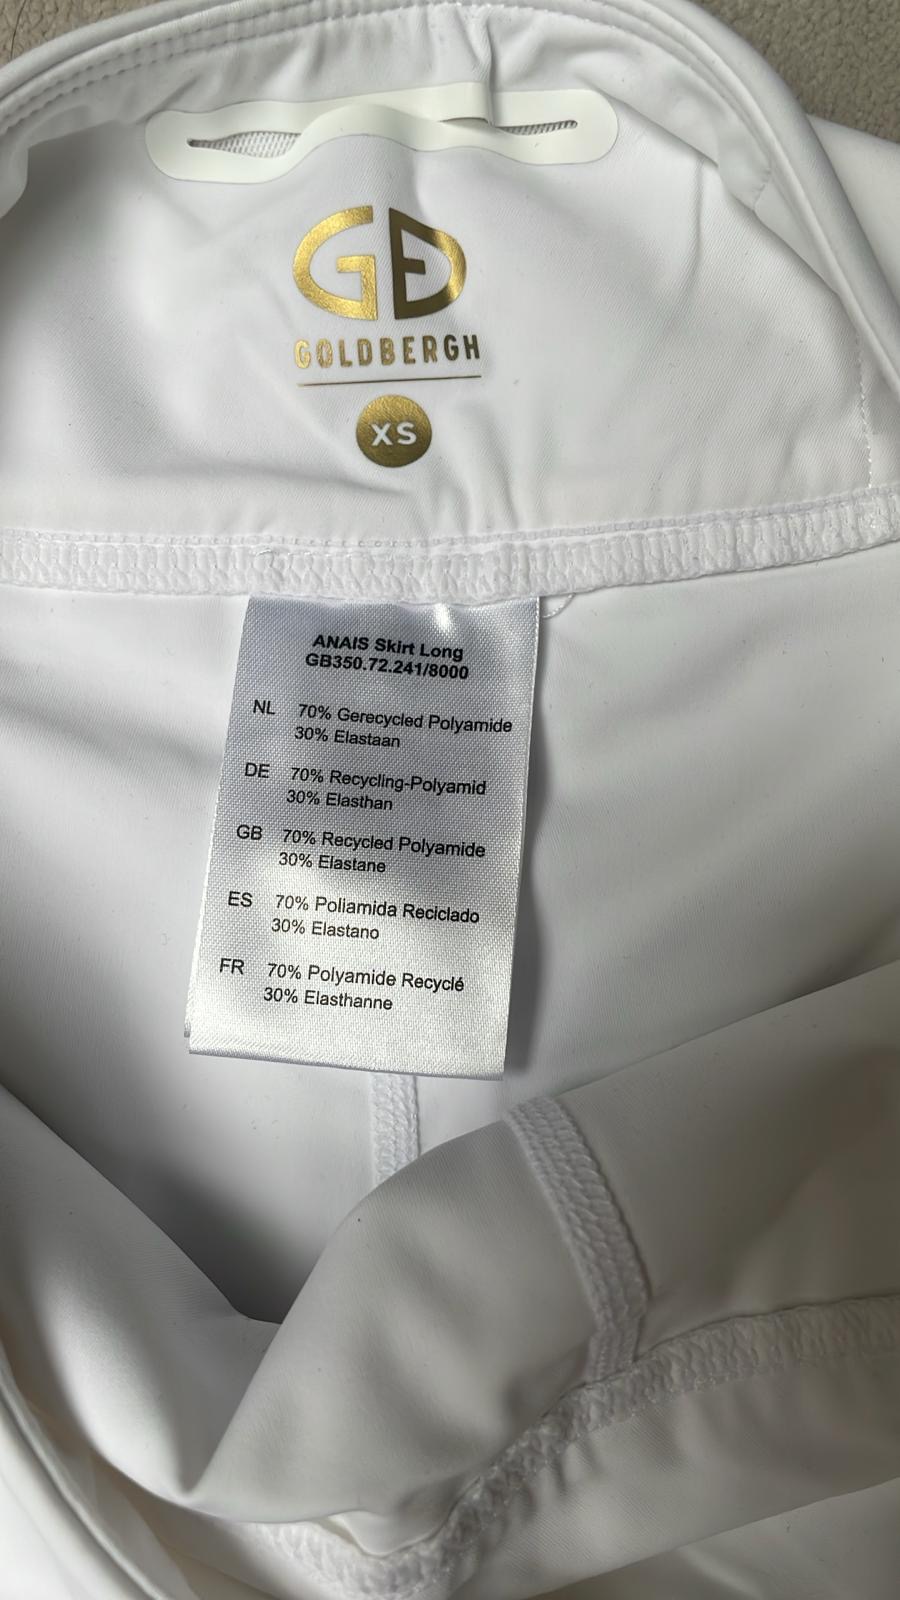 GD
GOLDBERGH
XS
ANAIS Skirt Long
GB350.72.241/8000
NL 70% Gerecycled Polyamide
30% Elastaan
DE 70% Recycling-Polyamid
30% Elasthan
GB 70% Recycled Polyamide
30% Elastane
ES 70% Poliamida Reciclado
30% Elastano
FR 70% Polyamide Recyclé
30% Elasthanne